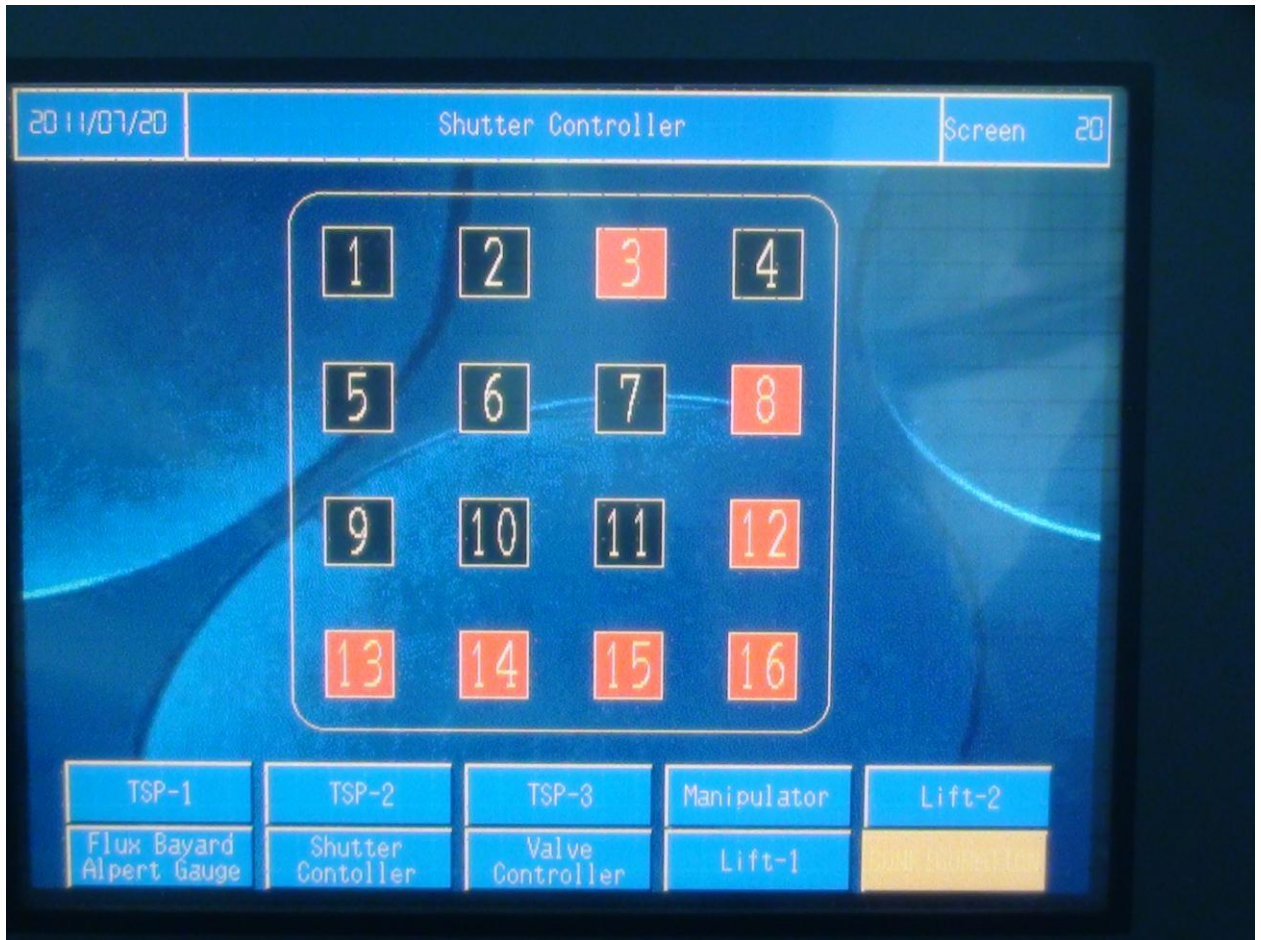 2011/07/20 Shutter Controller Screen 20
1 2 3 4
5 6 7 8
9 10 11 12
13 14 15 16
TSP-1 TSP-2 TSP-3 Manipulator Lift-2
Flux Bayard
Alpert Gauge
Shutter
Contoller
Valve
Controller
Lift-1